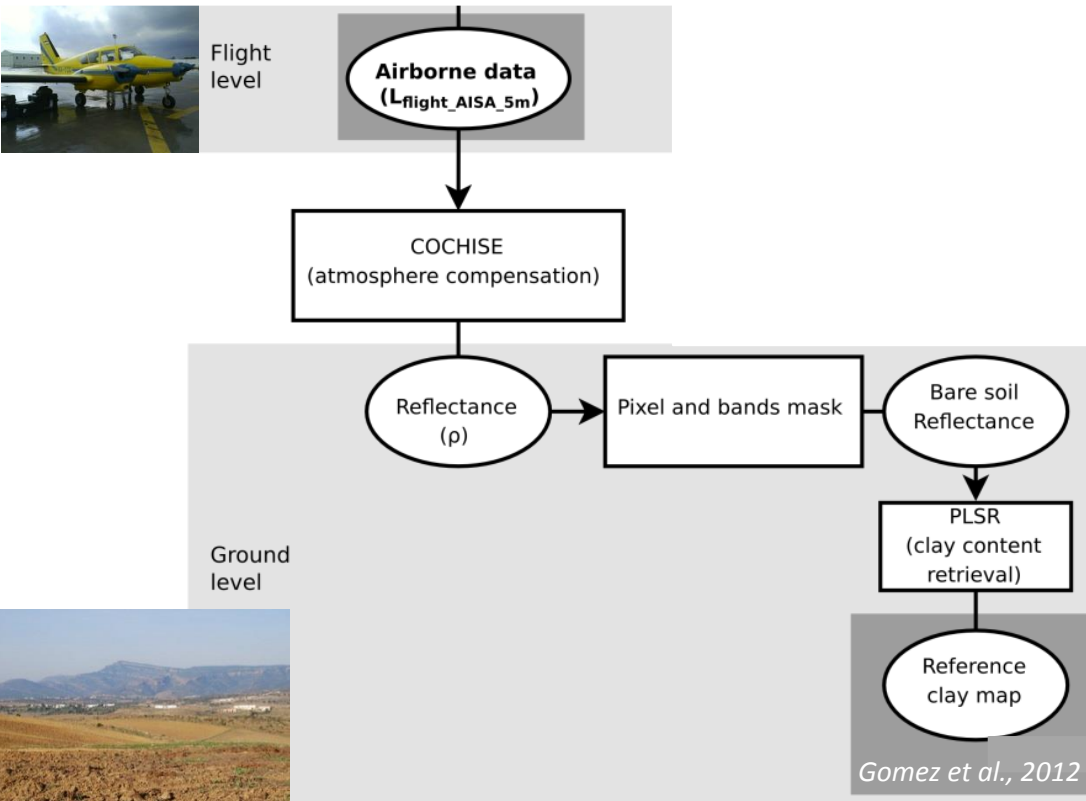 Flight
level
Airborne data
(Lflight_AISA_5m)
COCHISE
(atmosphere compensation)
Reflectance
(ρ)
Pixel and bands mask
Bare soil
Reflectance
PLSR
(clay content
retrieval)
Ground
level
Reference
clay map
Gomez et al., 2012